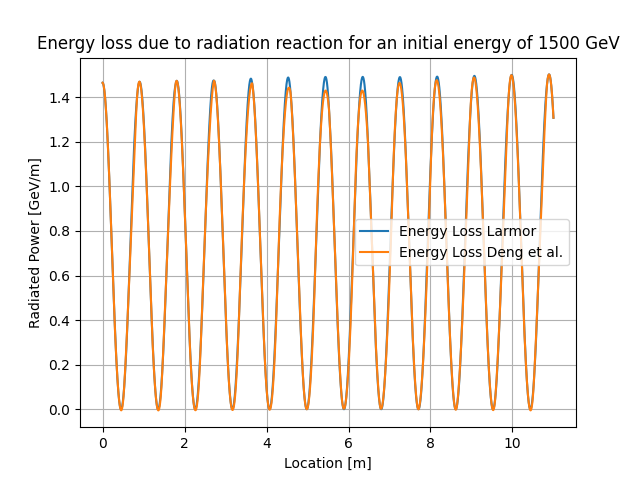 Energy loss due to radiation reaction for an initial energy of 1500 GeV
Radiated Power [GeV/m]
1.4
1.2
1.0
0.8
0.6
0.4
0.2
0.0
Energy Loss Larmor
Energy Loss Deng et al.
0 2 4 6 8 10
Location [m]